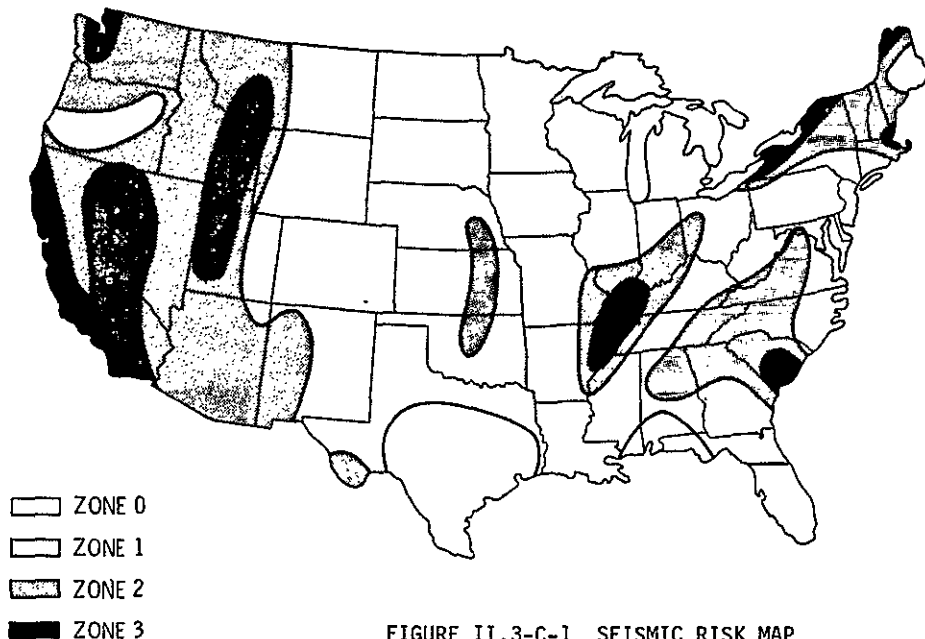 ZONE 0
ZONE 1
ZONE 2
ZONE 3
FIGURE II.3-C-1 SEISMIC RISK MAP